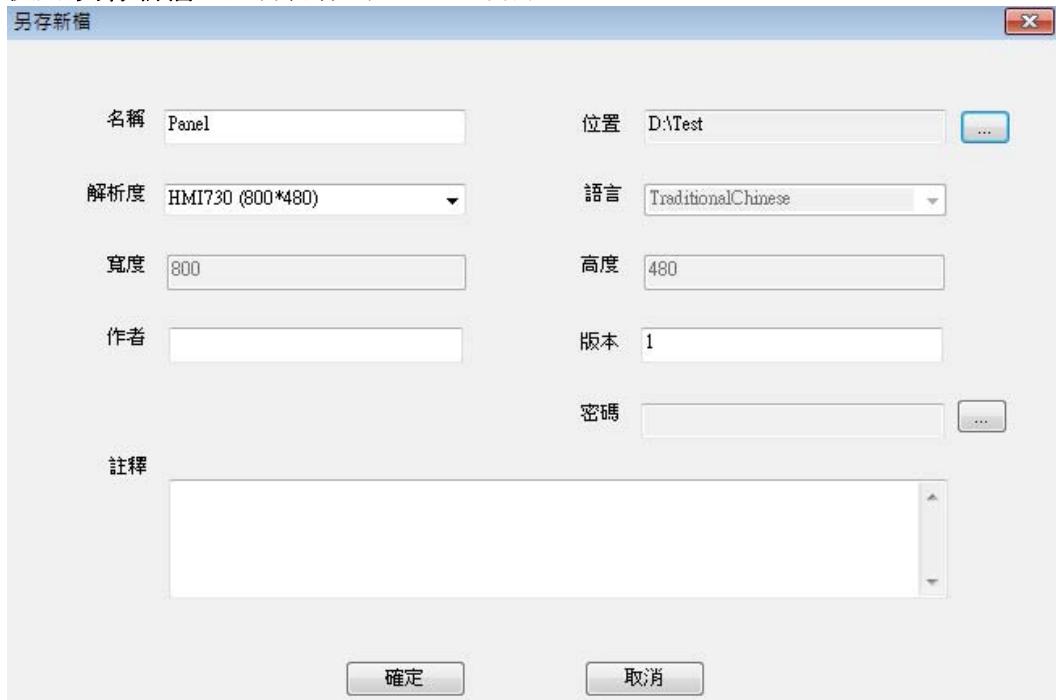 另存新檔
名稱 Panel 位置 D:\Test ...
解析度 HMI730 (800*480) 語言 TraditionalChinese
寬度 800 高度 480
作者 版本 1
密碼 ...
註釋
確定 取消